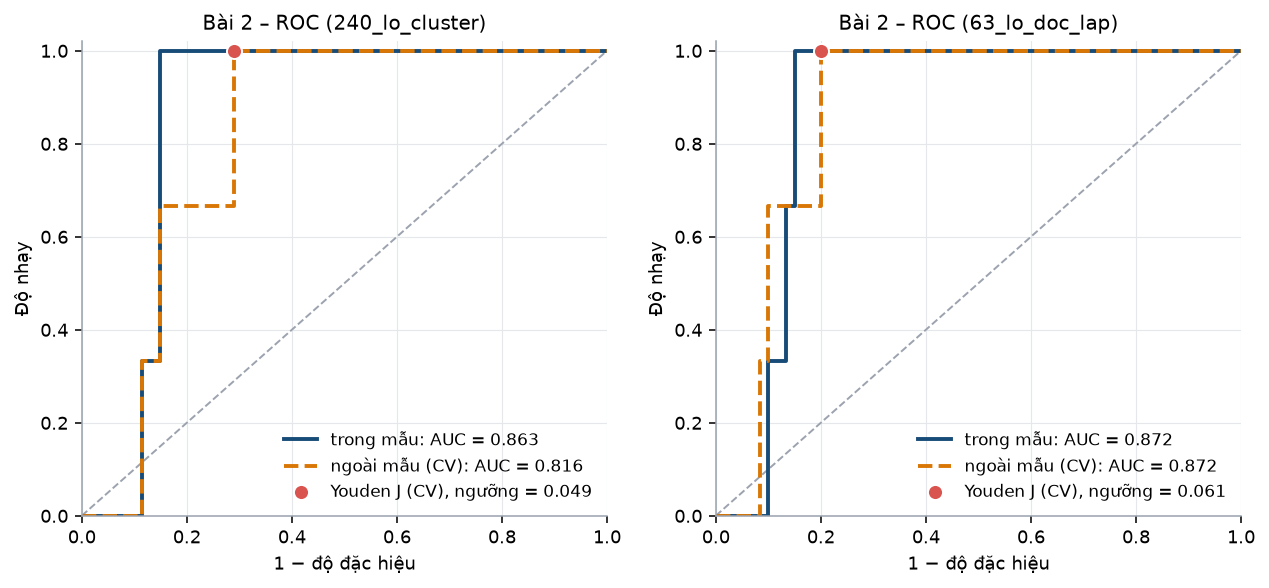 Bài 2 – ROC (240_lo_cluster)
1.0
0.8
0.6
0.4
0.2
0.0
Độ nhạy
0.0
0.2
0.4
0.6
0.8
1.0
1 − độ đặc hiệu
trong mẫu: AUC = 0.863
ngoài mẫu (CV): AUC = 0.816
Youden J (CV), ngưỡng = 0.049
Bài 2 – ROC (63_lo_doc_lap)
1.0
0.8
0.6
0.4
0.2
0.0
Độ nhạy
0.0
0.2
0.4
0.6
0.8
1.0
1 − độ đặc hiệu
trong mẫu: AUC = 0.872
ngoài mẫu (CV): AUC = 0.872
Youden J (CV), ngưỡng = 0.061